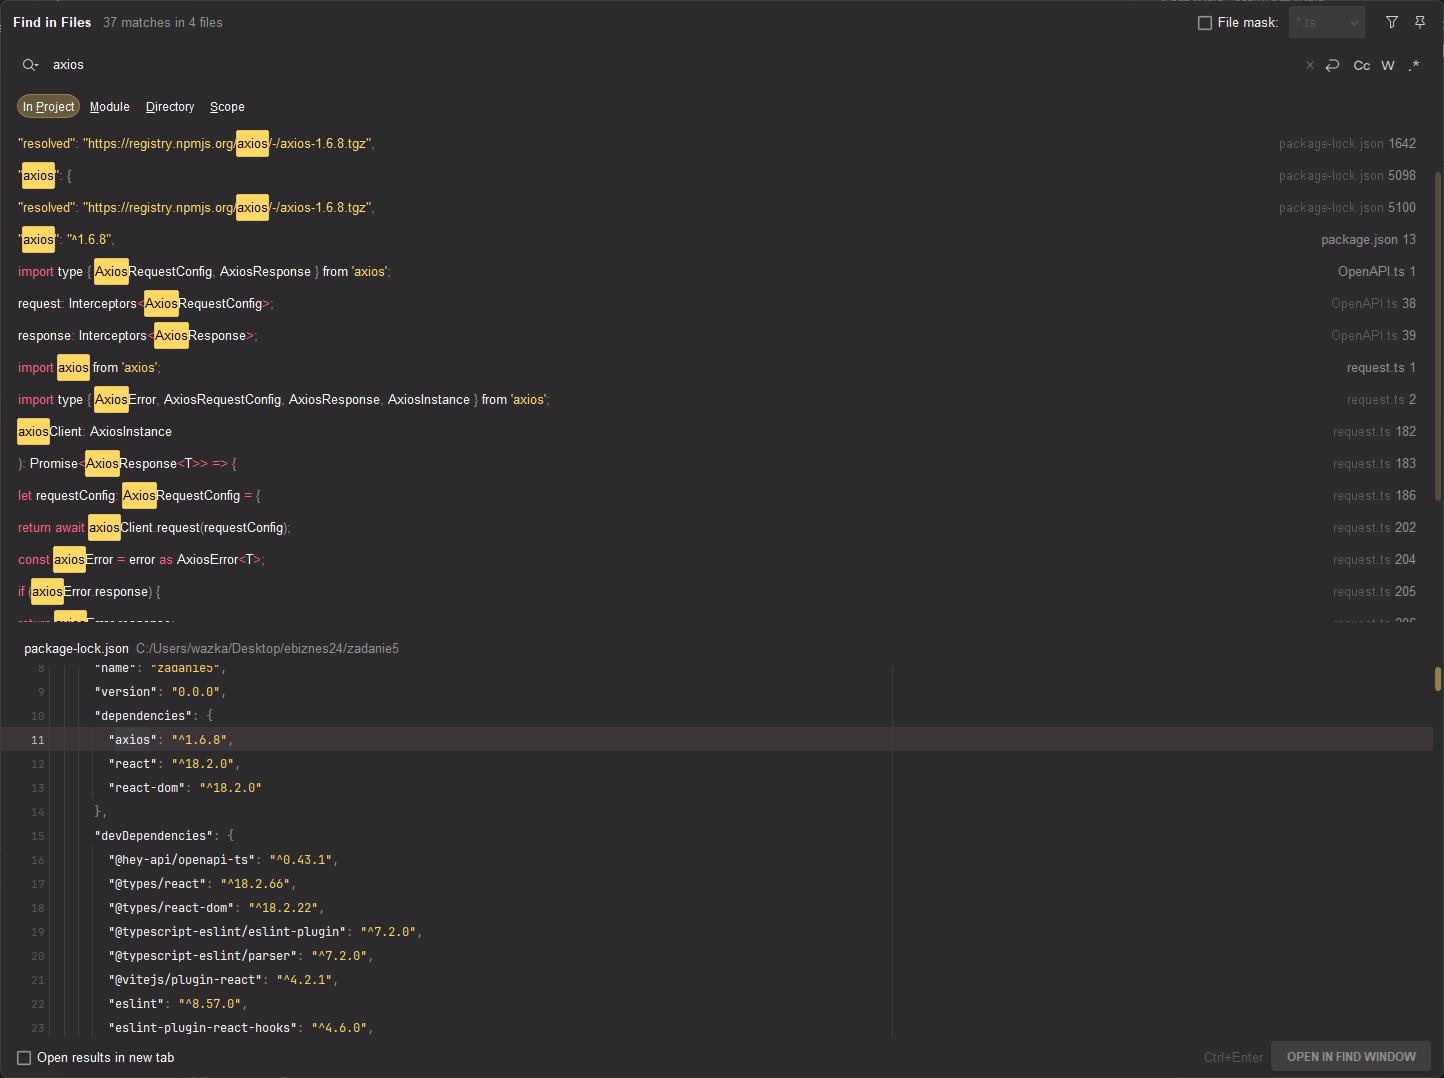 Find in Files 37 matches in 4 files File mask: *.ts
axios × Cc W .*
In Project Module Directory Scope
"resolved": "https://registry.npmjs.org/axios/-/axios-1.6.8.tgz", package-lock.json 1642
"axios": { package-lock.json 5098
"resolved": "https://registry.npmjs.org/axios/-/axios-1.6.8.tgz", package-lock.json 5100
"axios": "^1.6.8", package.json 13
import type { AxiosRequestConfig, AxiosResponse } from 'axios'; OpenAPI.ts 1
request: Interceptors<AxiosRequestConfig>; OpenAPI.ts 38
response: Interceptors<AxiosResponse>; OpenAPI.ts 39
import axios from 'axios'; request.ts 1
import type { AxiosError, AxiosRequestConfig, AxiosResponse, AxiosInstance } from 'axios'; request.ts 2
axiosClient: AxiosInstance request.ts 182
): Promise<AxiosResponse<T>> => { request.ts 183
let requestConfig: AxiosRequestConfig = { request.ts 186
return await axiosClient.request(requestConfig); request.ts 202
const axiosError = error as AxiosError<T>; request.ts 204
if (axiosError.response) { request.ts 205
return axiosError.response; request.ts 206
package-lock.json C:/Users/wazka/Desktop/ebiznes24/zadanie5
8 "name": "zadanie5",
9 "version": "0.0.0",
10 "dependencies": {
11 "axios": "^1.6.8",
12 "react": "^18.2.0",
13 "react-dom": "^18.2.0"
14 },
15 "devDependencies": {
16 "@hey-api/openapi-ts": "^0.43.1",
17 "@types/react": "^18.2.66",
18 "@types/react-dom": "^18.2.22",
19 "@typescript-eslint/eslint-plugin": "^7.2.0",
20 "@typescript-eslint/parser": "^7.2.0",
21 "@vitejs/plugin-react": "^4.2.1",
22 "eslint": "^8.57.0",
23 "eslint-plugin-react-hooks": "^4.6.0",
Open results in new tab Ctrl+Enter OPEN IN FIND WINDOW